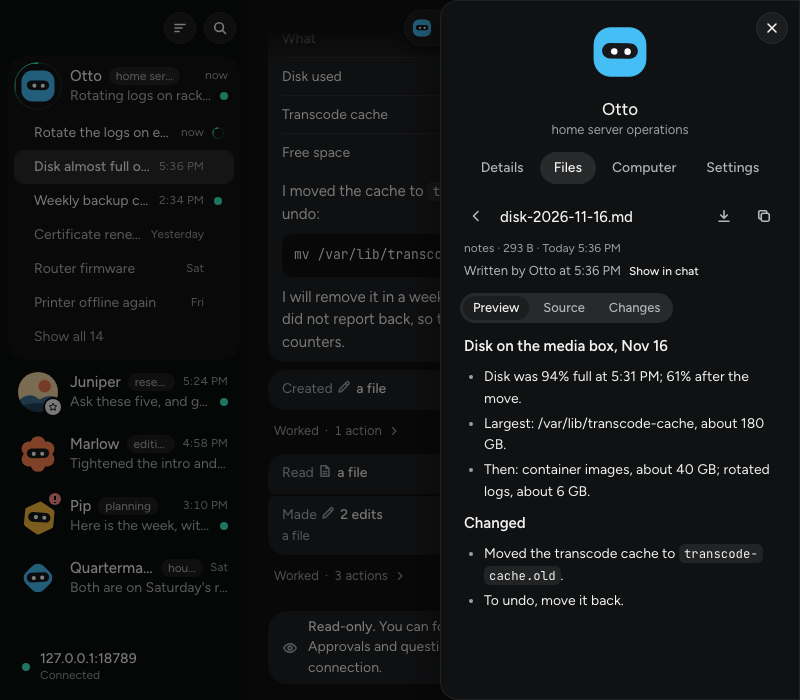 Otto
home ser...
now
Rotating logs on rack...
Rotate the logs on e...
now
Disk almost full o...
5:36 PM
Weekly backup c...
2:34 PM
Certificate rene...
Yesterday
Router firmware
Sat
Printer offline again
Fri
Show all 14
Juniper
rese...
5:24 PM
Ask these five, and g...
Marlow
editi...
4:58 PM
Tightened the intro and...
Pip
planning
3:10 PM
Here is the week, wit...
Quarterma...
hou...
Sat
Both are on Saturday's r...
127.0.0.1:18789
Connected
What
Disk used
Transcode cache
Free space
I moved the cache to
undo:
mv /var/lib/transc
I will remove it in a wee
did not report back, so
counters.
Created a file
Worked · 1 action
Read a file
Made 2 edits
a file
Worked · 3 actions
Read-only. You can
Approvals and questi
connection.
Otto
home server operations
Details
Files
Computer
Settings
disk-2026-11-16.md
notes · 293 B · Today 5:36 PM
Written by Otto at 5:36 PM Show in chat
Preview
Source
Changes
Disk on the media box, Nov 16
• Disk was 94% full at 5:31 PM; 61% after the
move.
• Largest: /var/lib/transcode-cache, about 180
GB.
• Then: container images, about 40 GB; rotated
logs, about 6 GB.
Changed
• Moved the transcode cache to transcode-
cache.old.
• To undo, move it back.